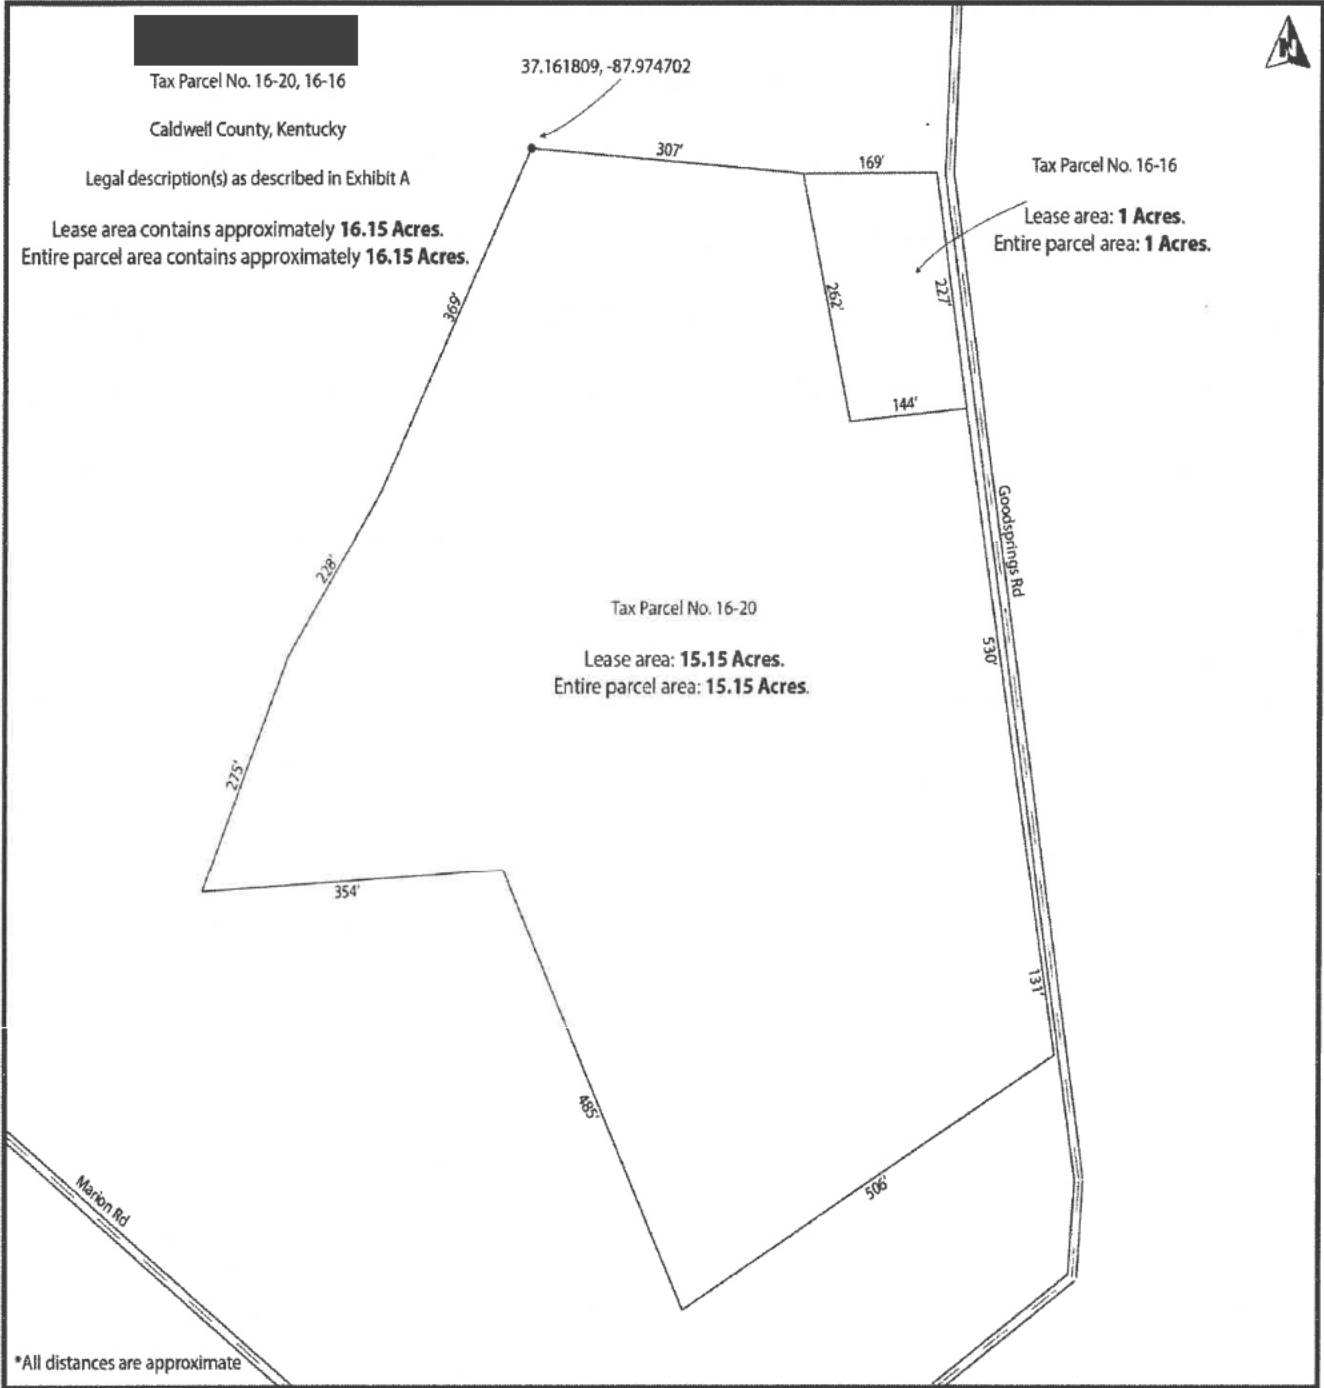 N
37.161809, -87.974702
Tax Parcel No. 16-20, 16-16
Caldwell County, Kentucky
Legal description(s) as described in Exhibit A
Lease area contains approximately 16.15 Acres.
Entire parcel area contains approximately 16.15 Acres.
307'
169'
Tax Parcel No. 16-16
Lease area: 1 Acres.
Entire parcel area: 1 Acres.
369'
262'
227'
144'
Goodsprings Rd
228'
Tax Parcel No. 16-20
Lease area: 15.15 Acres.
Entire parcel area: 15.15 Acres.
530'
275'
354'
131'
485'
506'
Marion Rd
*All distances are approximate